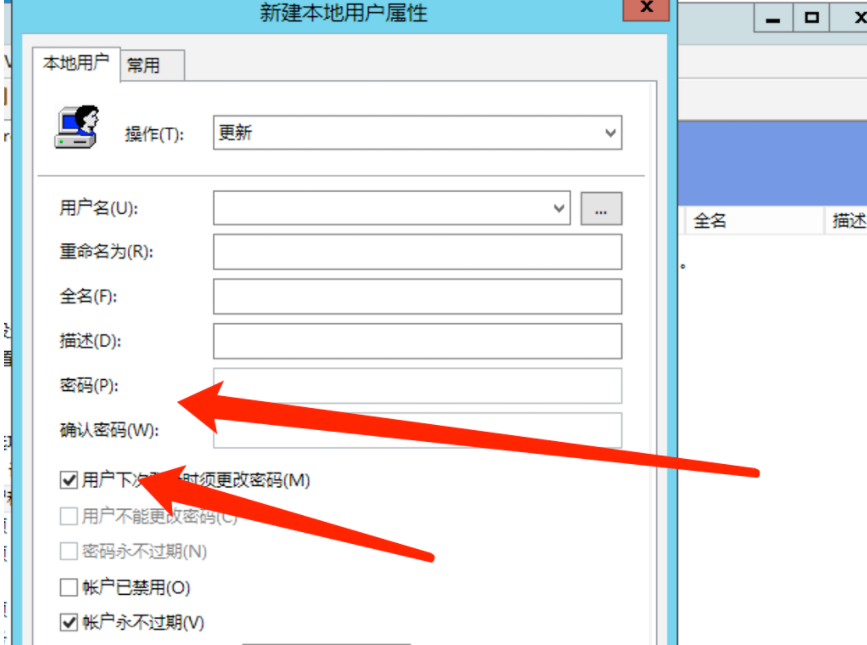 新建本地用户属性
本地用户 常用
操作(T): 更新
用户名(U): ...
全名 描述
重命名为(R):
全名(F):
描述(D):
密码(P):
确认密码(W):
用户下次 时须更改密码(M)
用户不能更改密码(C)
密码永不过期(N)
帐户已禁用(O)
帐户永不过期(V)